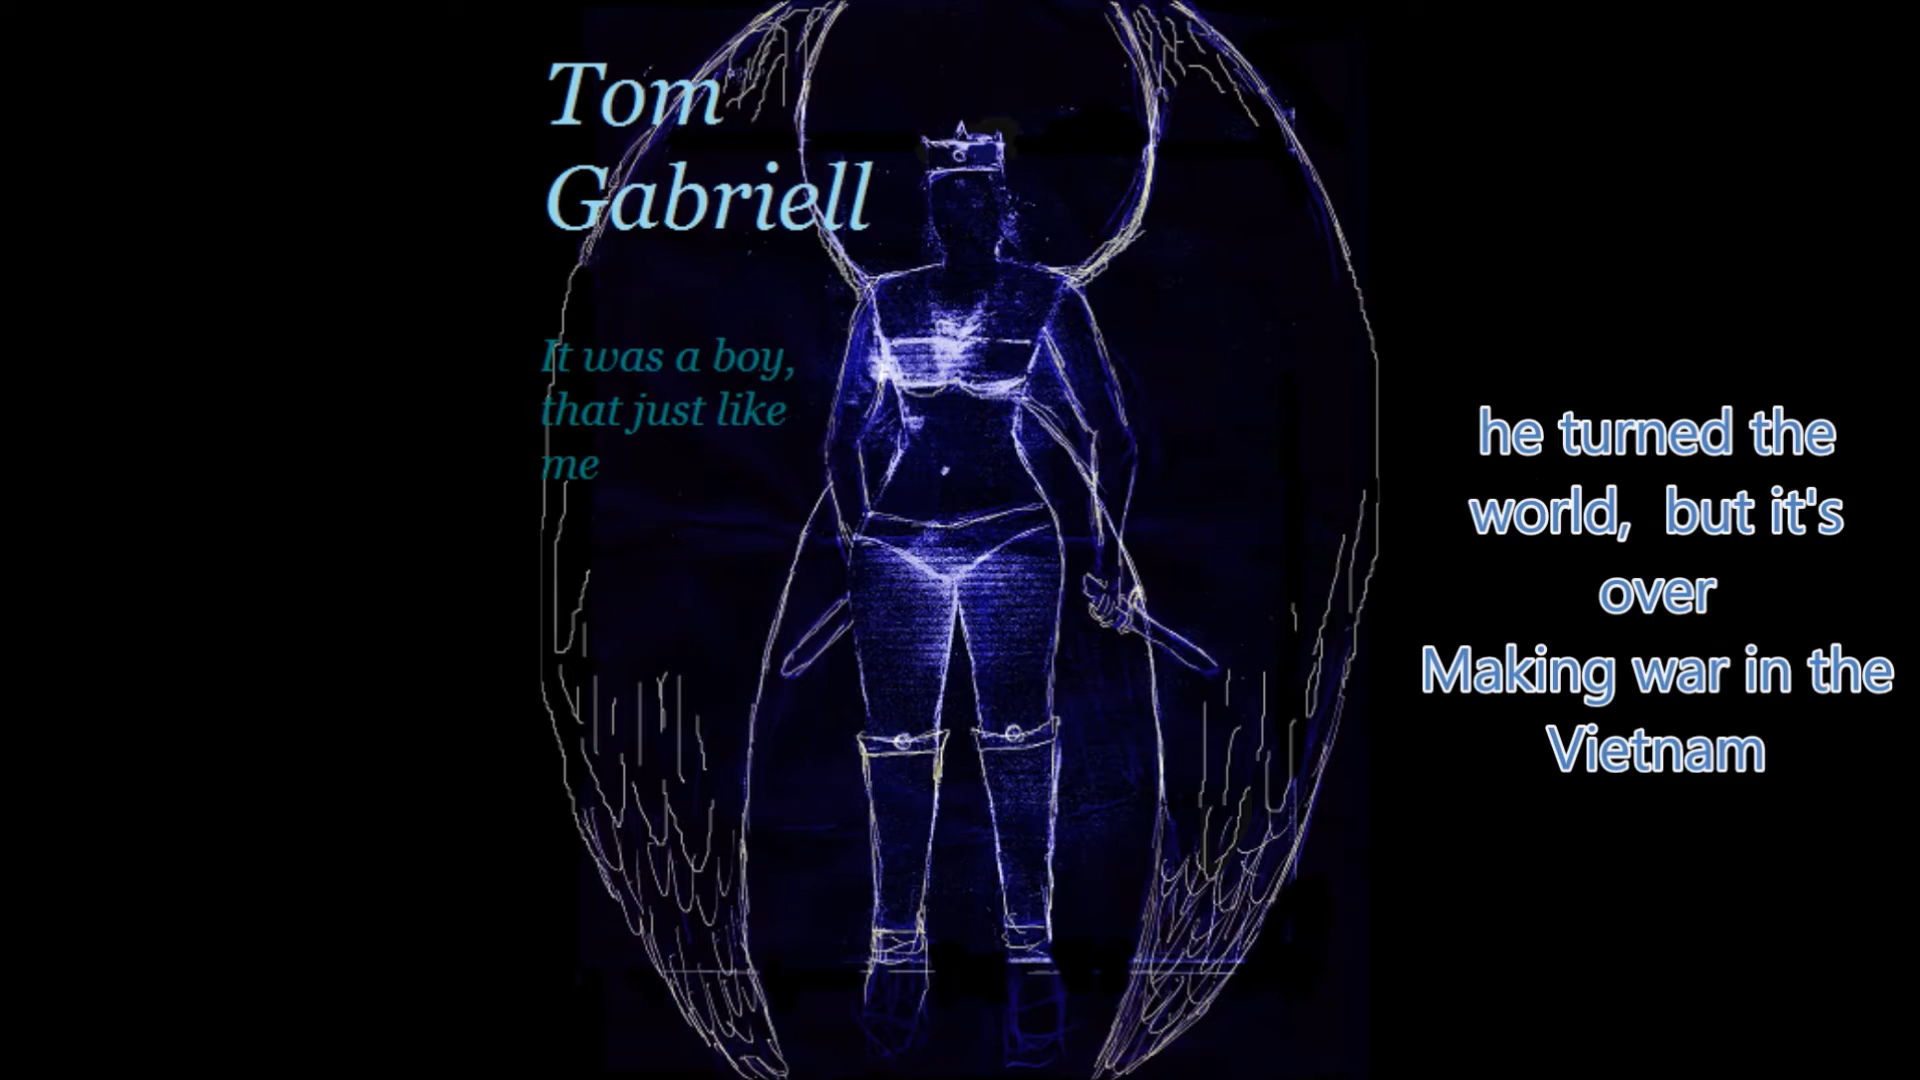 Tom
Gabriell
It was a boy,
that just like
me
he turned the
world,  but it's
over
Making war in the
Vietnam